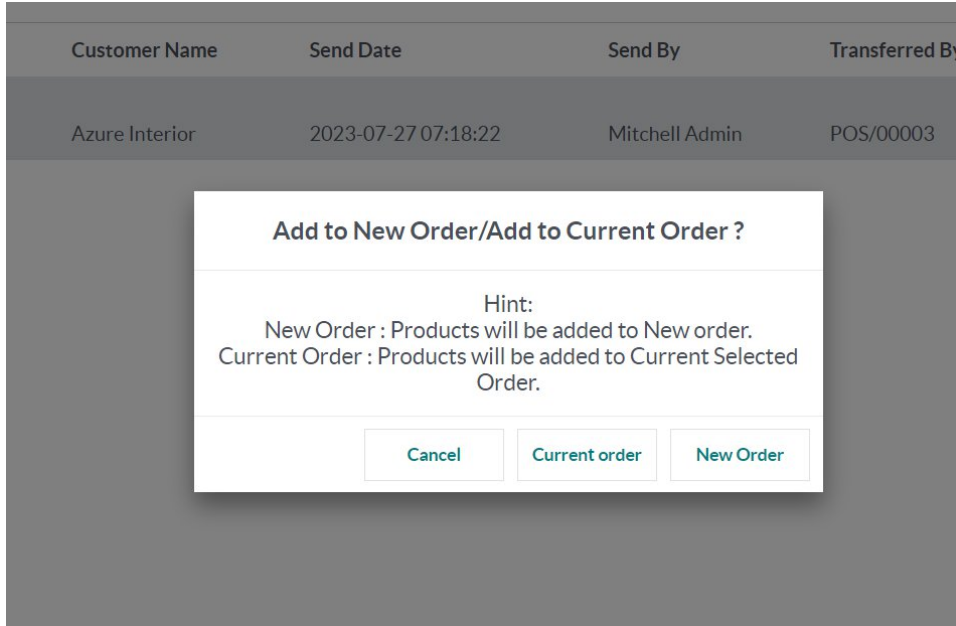 Customer Name Send Date Send By Transferred By
Azure Interior 2023-07-27 07:18:22 Mitchell Admin POS/00003
Add to New Order/Add to Current Order ?
Hint:
New Order : Products will be added to New order.
Current Order : Products will be added to Current Selected
Order.
Cancel Current order New Order